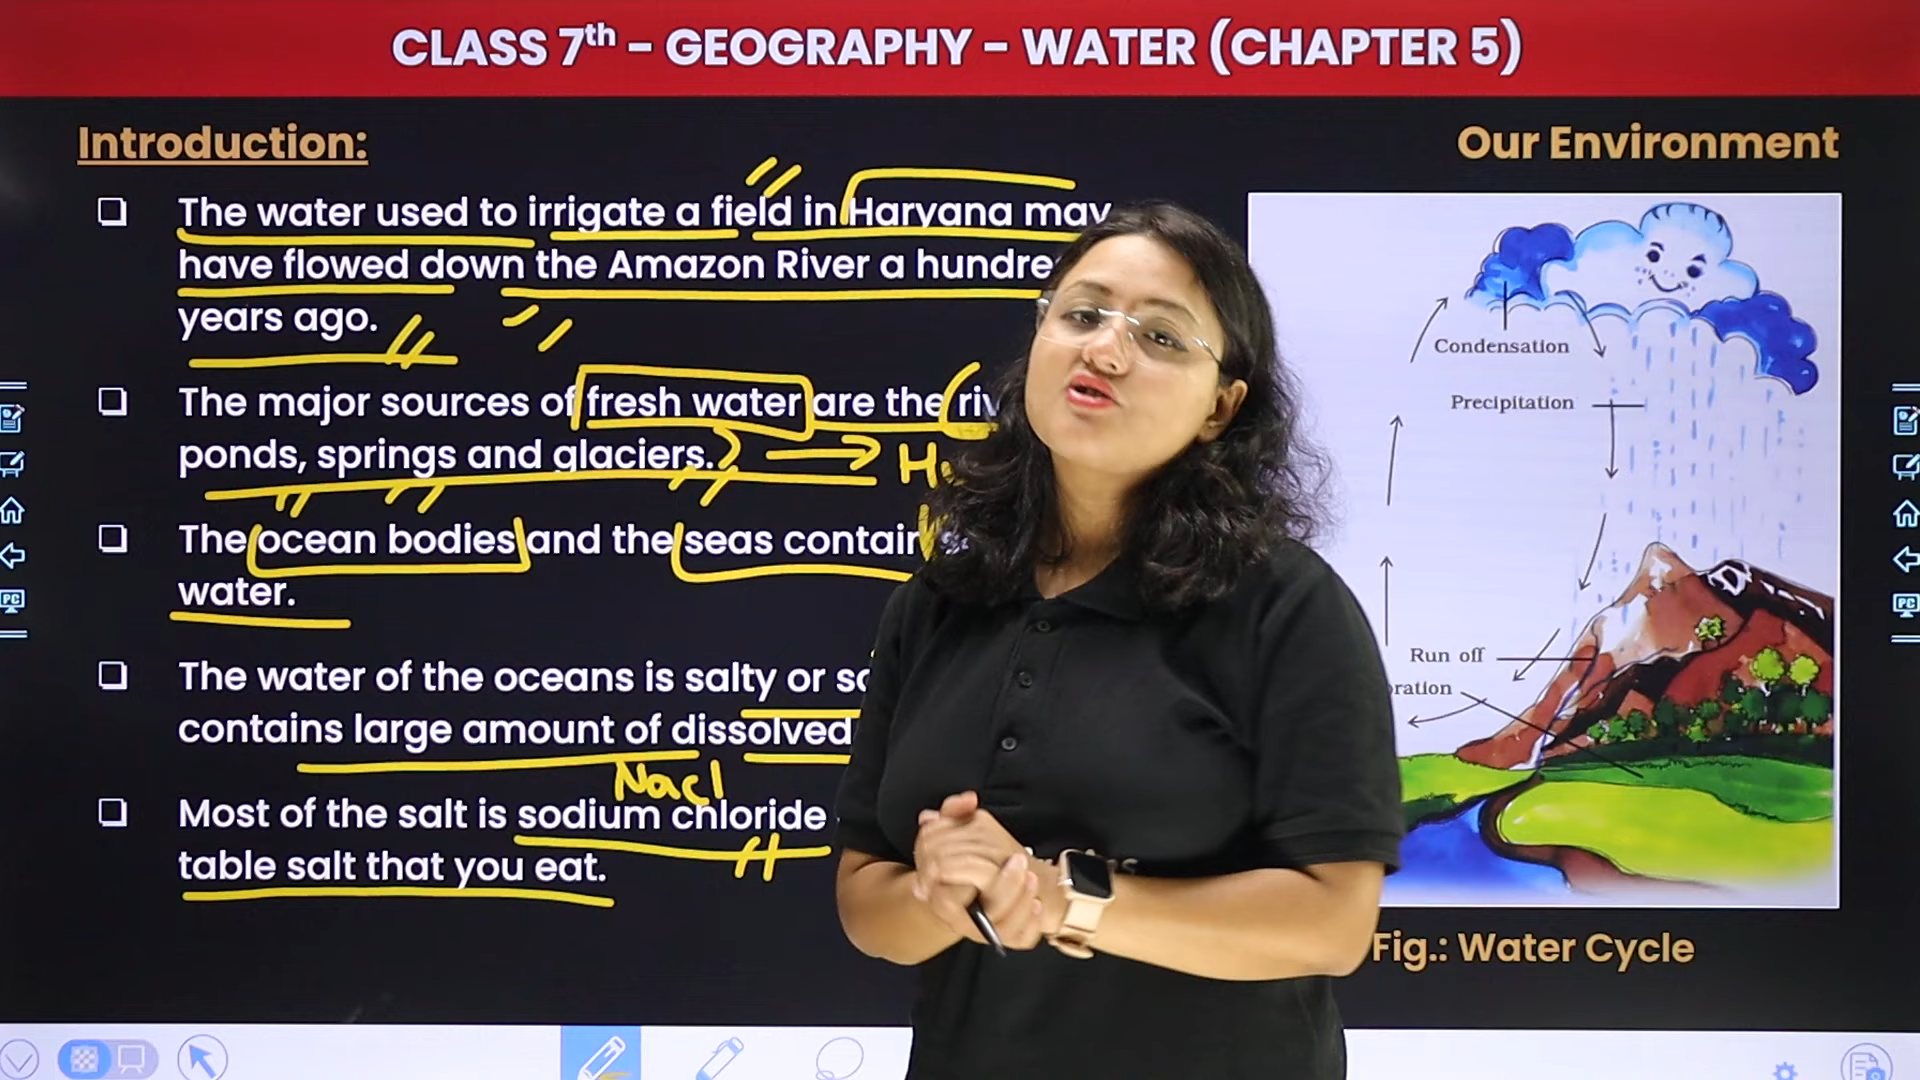 CLASS 7th - GEOGRAPHY - WATER (CHAPTER 5)
Introduction:
Our Environment
❑ The water used to irrigate a field in Haryana may
have flowed down the Amazon River a
years ago.
❑ The major sources of fresh water are the
ponds, springs and glaciers.
❑ The ocean bodies and the seas
water.
❑ The water of the oceans is salty or
contains large amount of dissolved
NaCl
❑ Most of the salt is sodium chloride
table salt that you eat.
Condensation
Precipitation
Run off
Fig.: Water Cycle
PC
PC